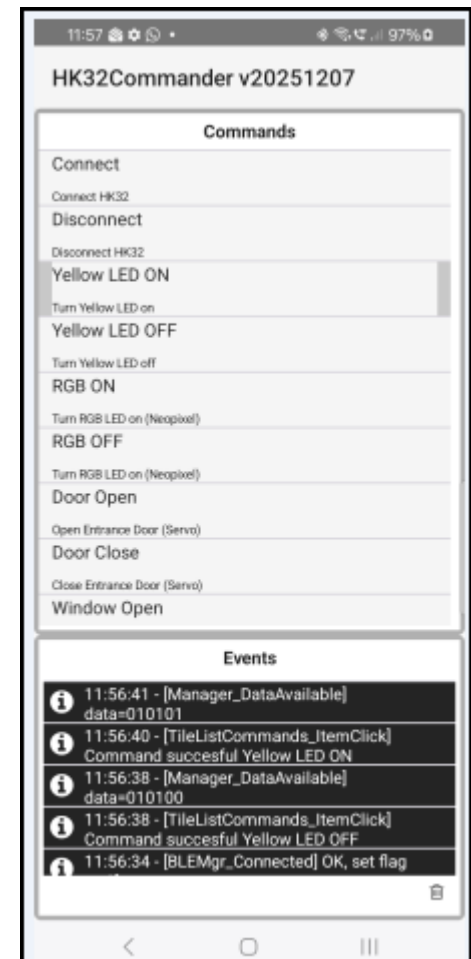 11:57
97%
HK32Commander v20251207
Commands
Connect
Connect HK32
Disconnect
Disconnect HK32
Yellow LED ON
Turn Yellow LED on
Yellow LED OFF
Turn Yellow LED off
RGB ON
Turn RGB LED on (Neopixel)
RGB OFF
Turn RGB LED on (Neopixel)
Door Open
Open Entrance Door (Servo)
Door Close
Close Entrance Door (Servo)
Window Open
Events
11:56:41 - [Manager_DataAvailable]
data=010101
11:56:40 - [TileListCommands_ItemClick]
Command succesful Yellow LED ON
11:56:38 - [Manager_DataAvailable]
data=010100
11:56:38 - [TileListCommands_ItemClick]
Command succesful Yellow LED OFF
11:56:34 - [BLEMgr_Connected] OK, set flag